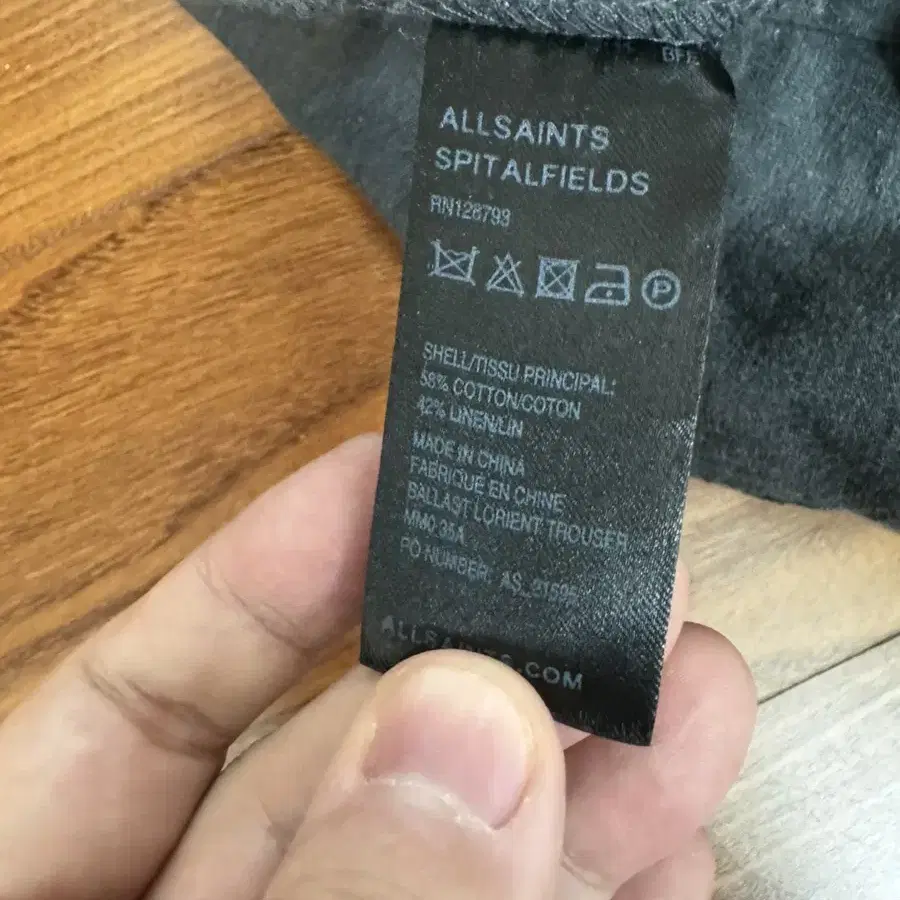 ALLSAINTS
SPITALFIELDS
RN128793
P
SHELL/TISSU PRINCIPAL:
58% COTTON/COTON
42% LINEN/LIN
MADE IN CHINA
FABRIQUE EN CHINE
BALLAST LORIENT TROUSER
PO NUMBER:
ALLSAINTS.COM